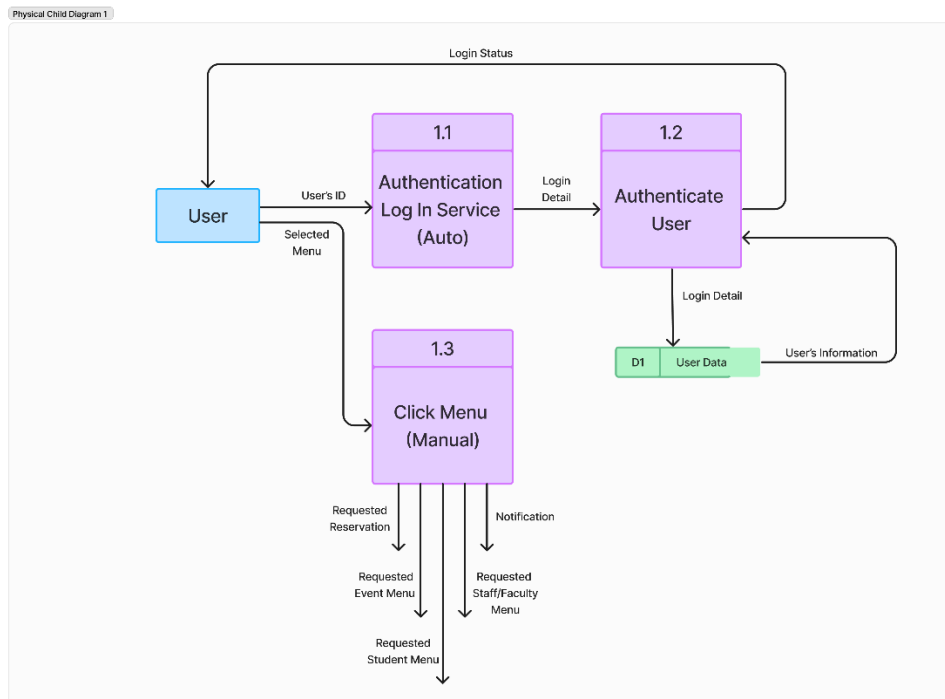 Physical Child Diagram 1
Login Status
1.1
1.2
Authentication
Log In Service
(Auto)
Authenticate
User
User
User's ID
Login
Detail
Selected
Menu
Login Detail
D1
User Data
User's Information
1.3
Click Menu
(Manual)
Requested
Reservation
Notification
Requested
Event Menu
Requested
Staff/Faculty
Menu
Requested
Student Menu